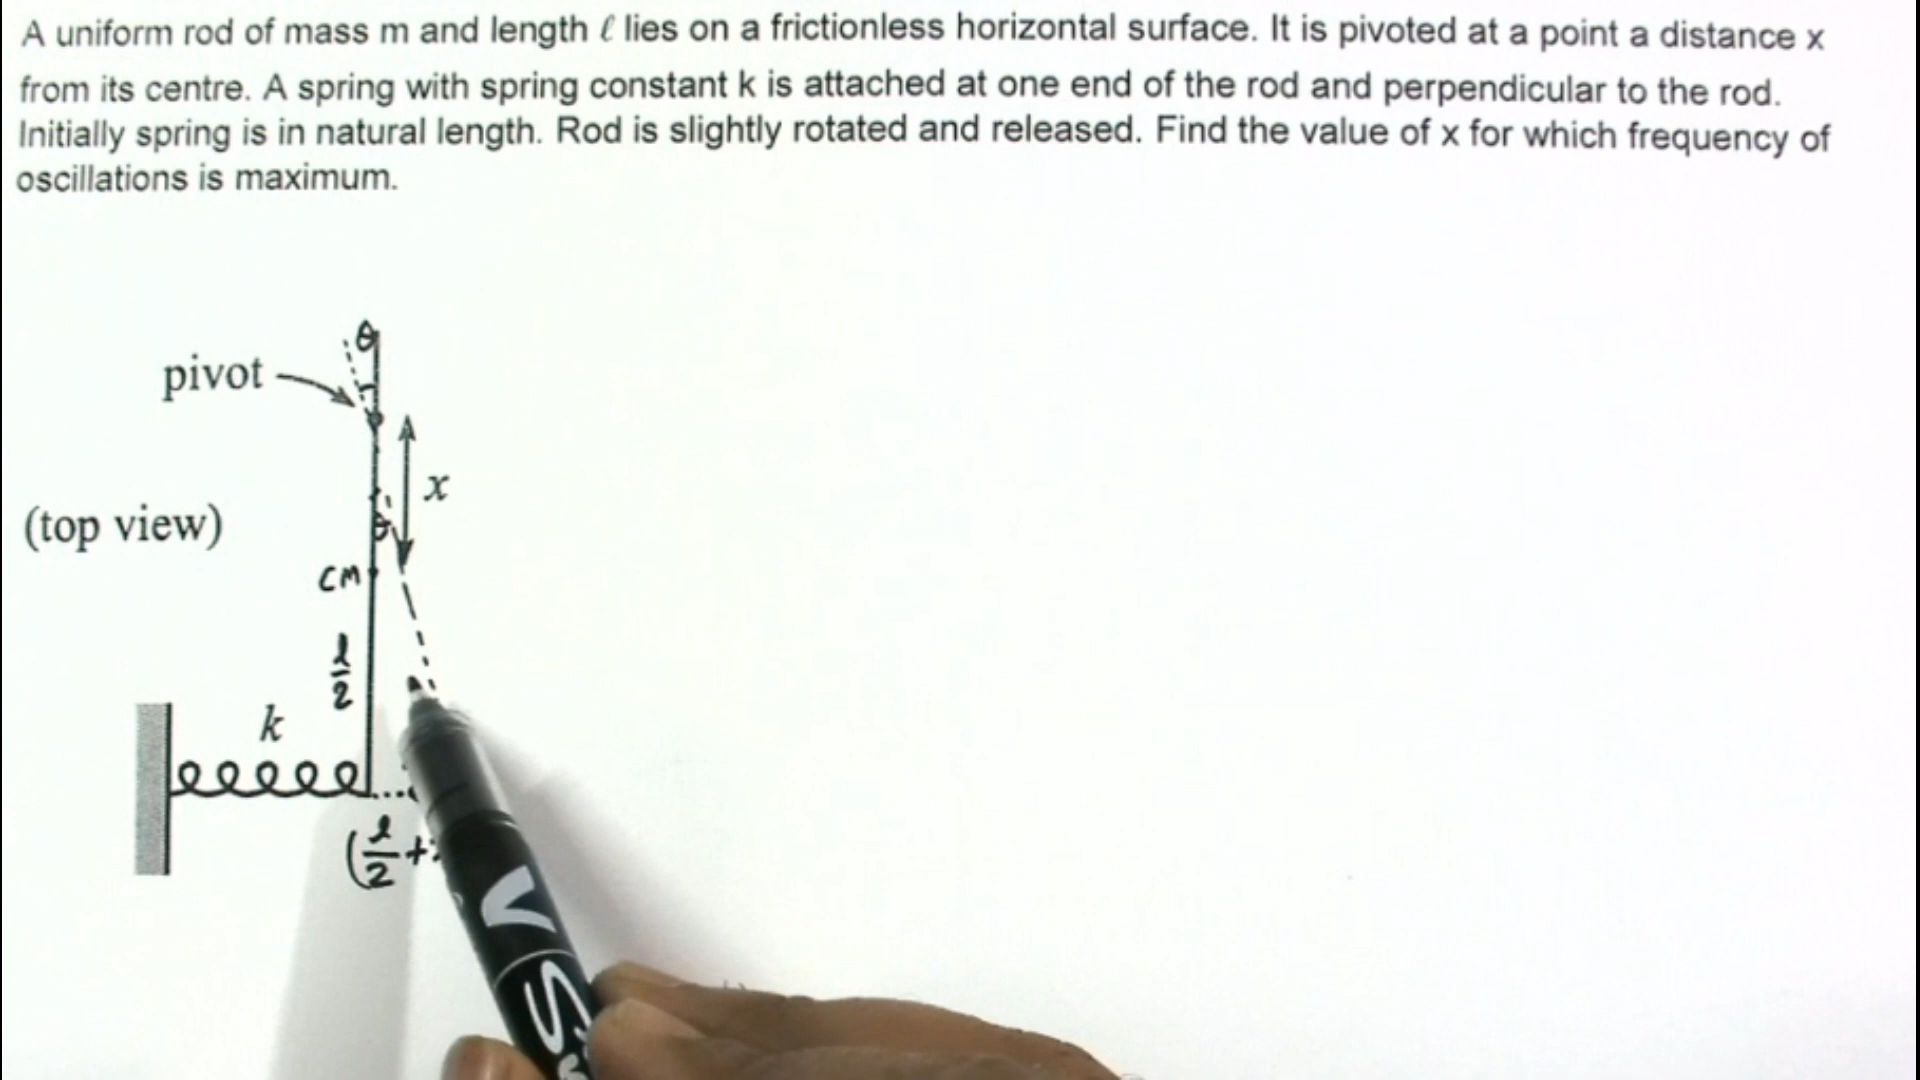 A uniform rod of mass m and length ℓ lies on a frictionless horizontal surface. It is pivoted at a point a distance x
from its centre. A spring with spring constant k is attached at one end of the rod and perpendicular to the rod.
Initially spring is in natural length. Rod is slightly rotated and released. Find the value of x for which frequency of
oscillations is maximum.
θ
pivot
x
(top view)
θ
CM
ℓ/2
k
(ℓ/2 +